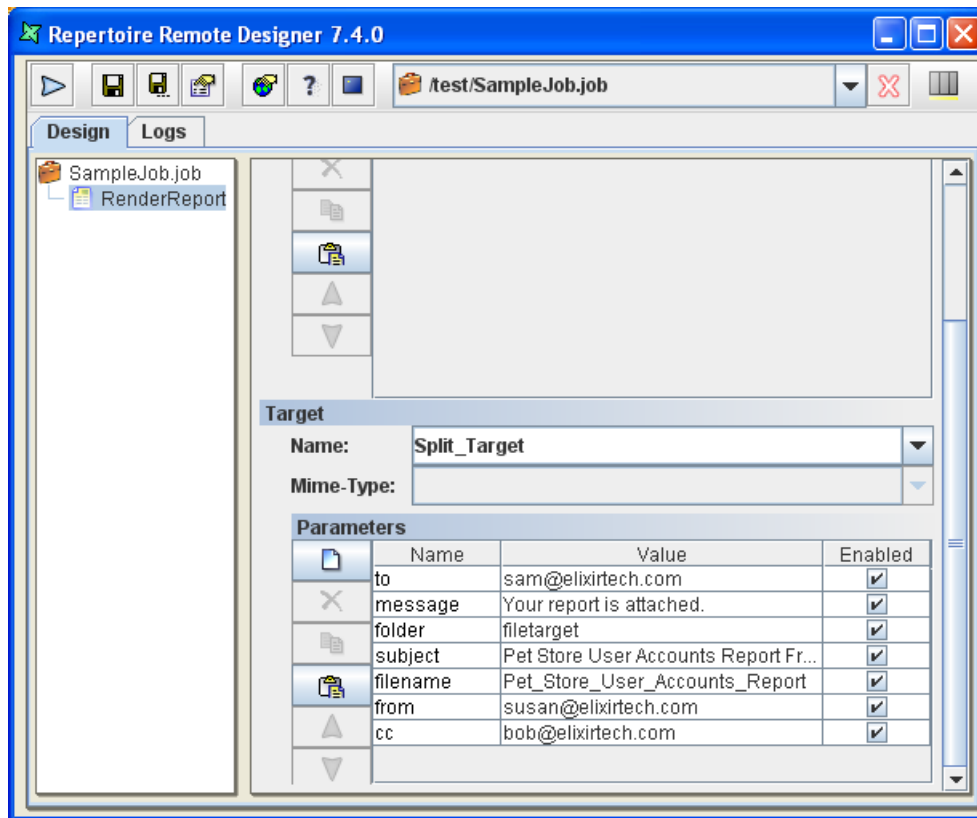 Repertoire Remote Designer 7.4.0
? /test/SampleJob.job
Design Logs
SampleJob.job
RenderReport
Target
Name: Split_Target
Mime-Type:
Parameters
Name Value Enabled
to sam@elixirtech.com
message Your report is attached.
folder filetarget
subject Pet Store User Accounts Report Fr...
filename Pet_Store_User_Accounts_Report
from susan@elixirtech.com
cc bob@elixirtech.com